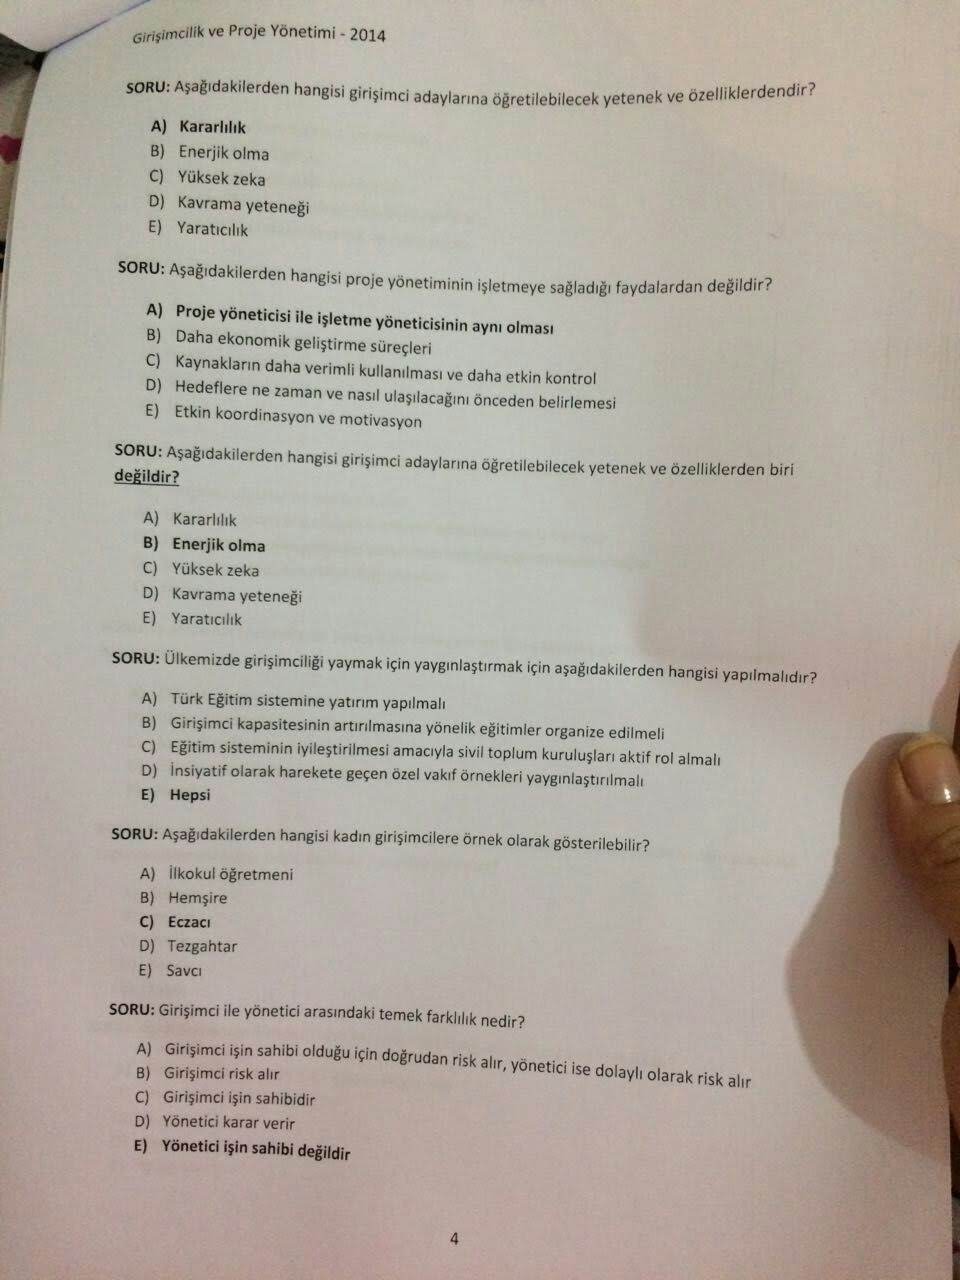 Girişimcilik ve Proje Yönetimi - 2014
SORU: Aşağıdakilerden hangisi girişimci adaylarına öğretilebilecek yetenek ve özelliklerdendir?
A) Kararlılık
B) Enerjik olma
C) Yüksek zeka
D) Kavrama yeteneği
E) Yaratıcılık
SORU: Aşağıdakilerden hangisi proje yönetiminin işletmeye sağladığı faydalardan değildir?
A) Proje yöneticisi ile işletme yöneticisinin aynı olması
B) Daha ekonomik geliştirme süreçleri
C) Kaynakların daha verimli kullanılması ve daha etkin kontrol
D) Hedeflere ne zaman ve nasıl ulaşılacağını önceden belirlemesi
E) Etkin koordinasyon ve motivasyon
SORU: Aşağıdakilerden hangisi girişimci adaylarına öğretilebilecek yetenek ve özelliklerden biri
değildir?
A) Kararlılık
B) Enerjik olma
C) Yüksek zeka
D) Kavrama yeteneği
E) Yaratıcılık
SORU: Ülkemizde girişimciliği yaymak için yaygınlaştırmak için aşağıdakilerden hangisi yapılmalıdır?
A) Türk Eğitim sistemine yatırım yapılmalı
B) Girişimci kapasitesinin artırılmasına yönelik eğitimler organize edilmeli
C) Eğitim sisteminin iyileştirilmesi amacıyla sivil toplum kuruluşları aktif rol almalı
D) İnsiyatif olarak harekete geçen özel vakıf örnekleri yaygınlaştırılmalı
E) Hepsi
SORU: Aşağıdakilerden hangisi kadın girişimcilere örnek olarak gösterilebilir?
A) İlkokul öğretmeni
B) Hemşire
C) Eczacı
D) Tezgahtar
E) Savcı
SORU: Girişimci ile yönetici arasındaki temek farklılık nedir?
A) Girişimci işin sahibi olduğu için doğrudan risk alır, yönetici ise dolaylı olarak risk alır
B) Girişimci risk alır
C) Girişimci işin sahibidir
D) Yönetici karar verir
E) Yönetici işin sahibi değildir
4